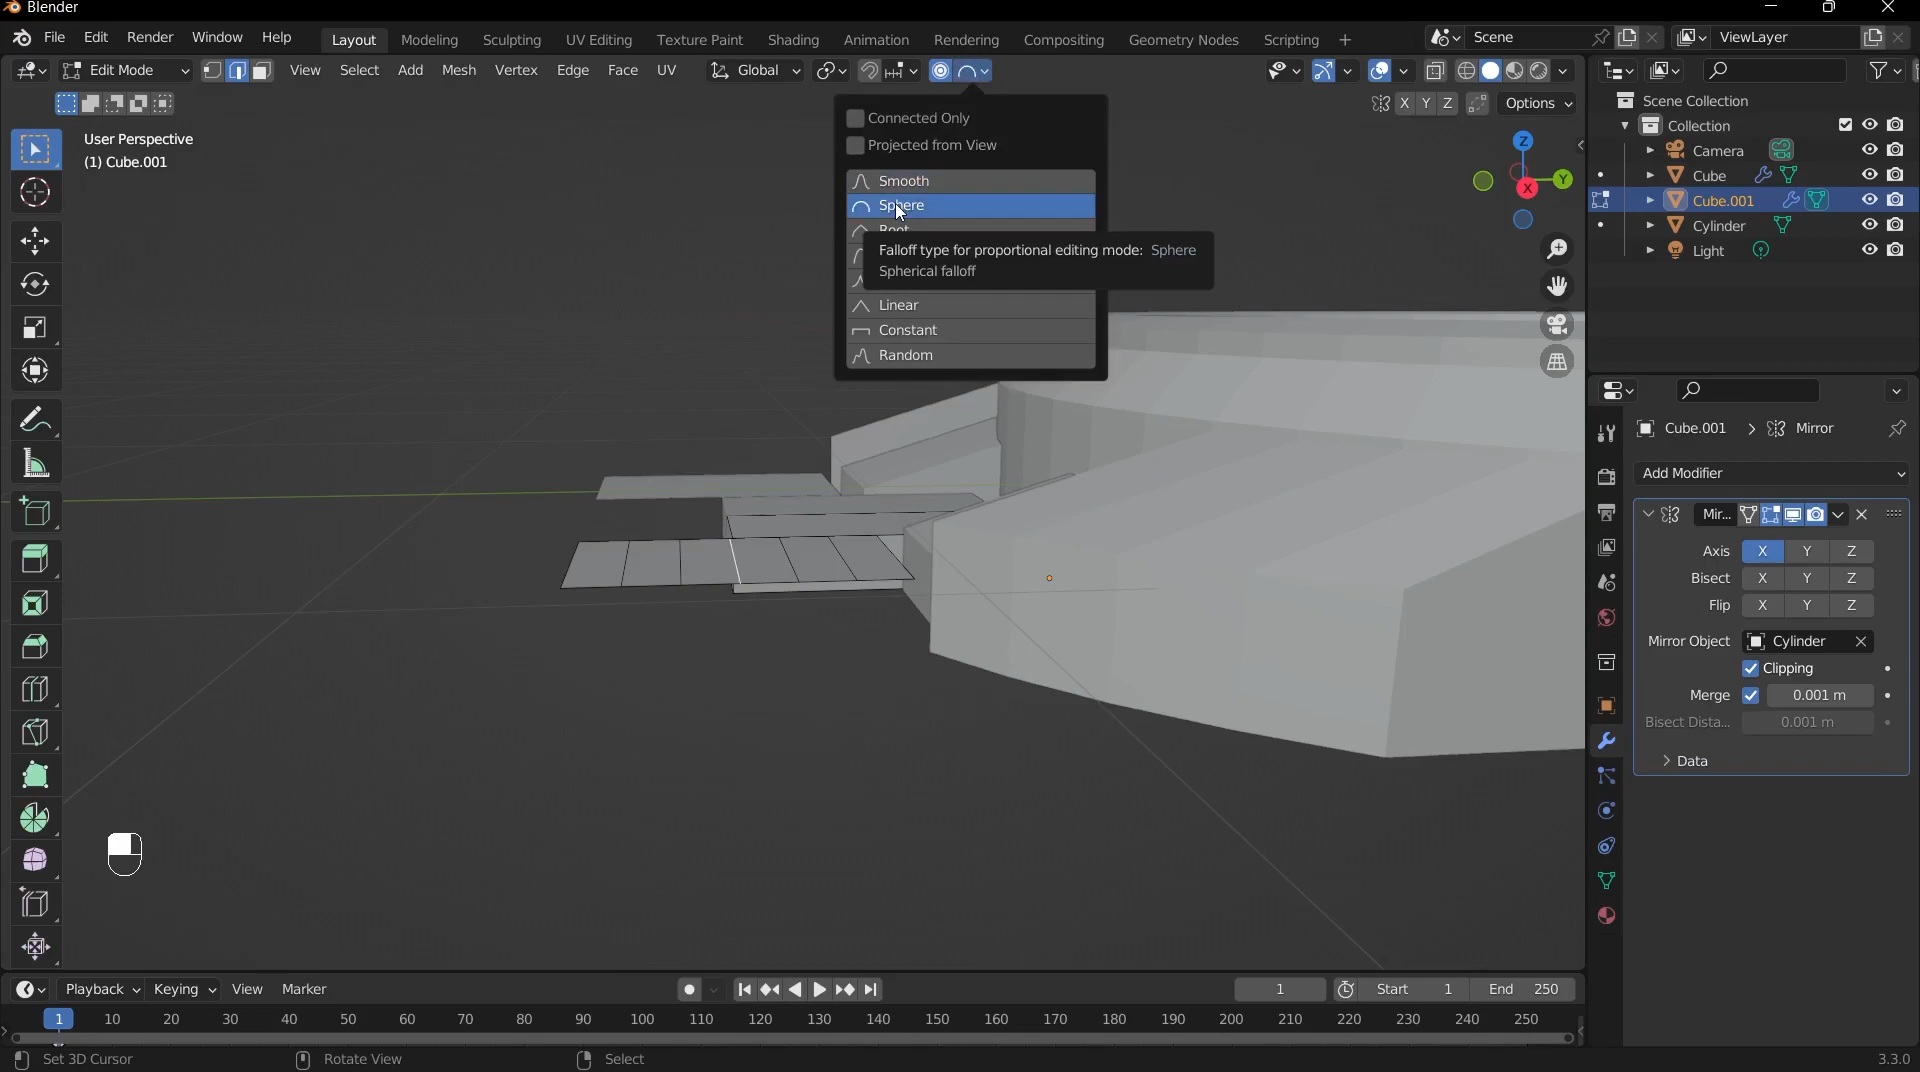 Blender
File Edit Render Window Help Layout Modeling Sculpting UV Editing Texture Paint Shading Animation Rendering Compositing Geometry Nodes Scripting + Scene ViewLayer
Edit Mode View Select Add Mesh Vertex Edge Face UV Global
X Y Z Options
User Perspective
(1) Cube.001
Connected Only
Projected from View
Smooth
Sphere
Root
Falloff type for proportional editing mode: Sphere
Spherical falloff
Linear
Constant
Random
Z
Y
X
Scene Collection
Collection
Camera
Cube
Cube.001
Cylinder
Light
Cube.001 > Mirror
Add Modifier
Mir...
Axis X Y Z
Bisect X Y Z
Flip X Y Z
Mirror Object Cylinder
Clipping
Merge 0.001 m
Bisect Dista... 0.001 m
Data
Playback Keying View Marker 1 Start 1 End 250
1 10 20 30 40 50 60 70 80 90 100 110 120 130 140 150 160 170 180 190 200 210 220 230 240 250
Set 3D Cursor Rotate View Select 3.3.0